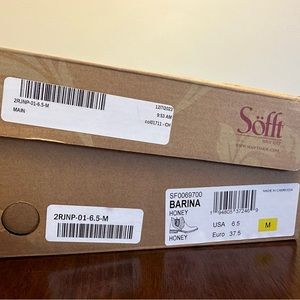 2RJNP-01-6.5-M
MAIN
12/7/2023
9:53 AM
Söfft
2RJNP-01-6.5-M
SF0069700
BARINA
HONEY
HONEY
MADE IN CAMBODIA
USA 6.5
Euro 37.5
M